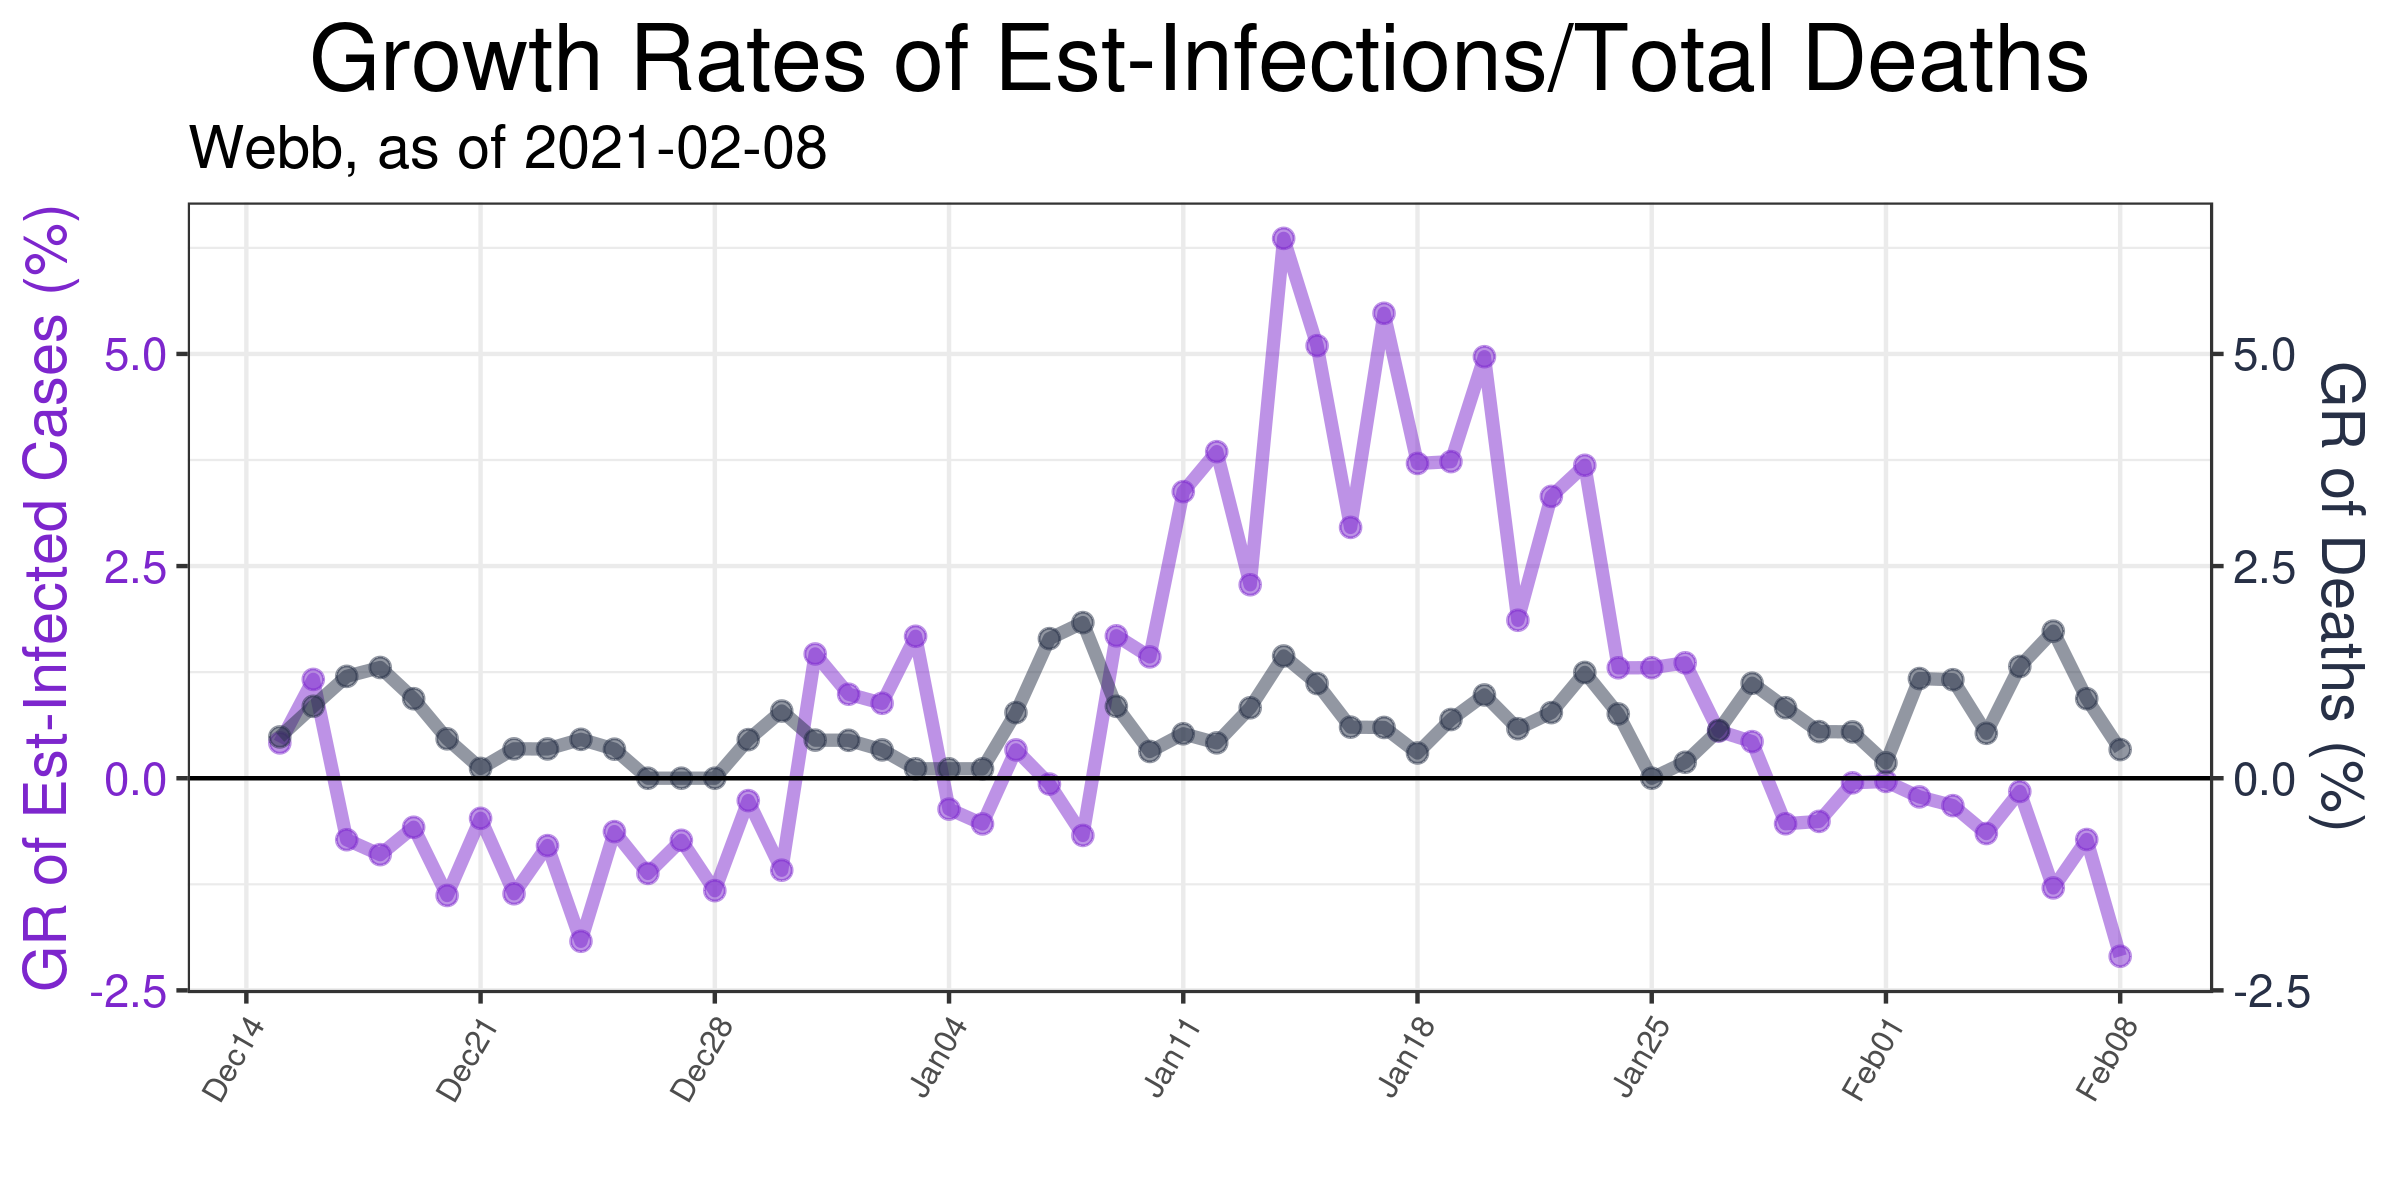 Growth Rates of Est-Infections/Total Deaths
Webb, as of 2021-02-08
GR of Est-Infected Cases (%)
5.0
2.5
0.0
-2.5
5.0
2.5
0.0
-2.5
GR of Deaths (%)
Dec14
Dec21
Dec28
Jan04
Jan11
Jan18
Jan25
Feb01
Feb08